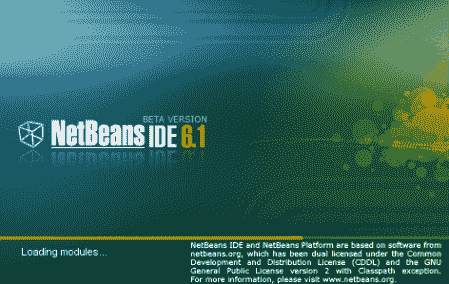 BETA VERSION
NetBeans IDE 6.1
Loading modules...
NetBeans IDE and NetBeans Platform are based on software from
netbeans.org, which has been dual licensed under the Common
Development and Distribution License (CDDL) and the GNU
General Public License version 2 with Classpath exception.
For more information, please visit www.netbeans.org.